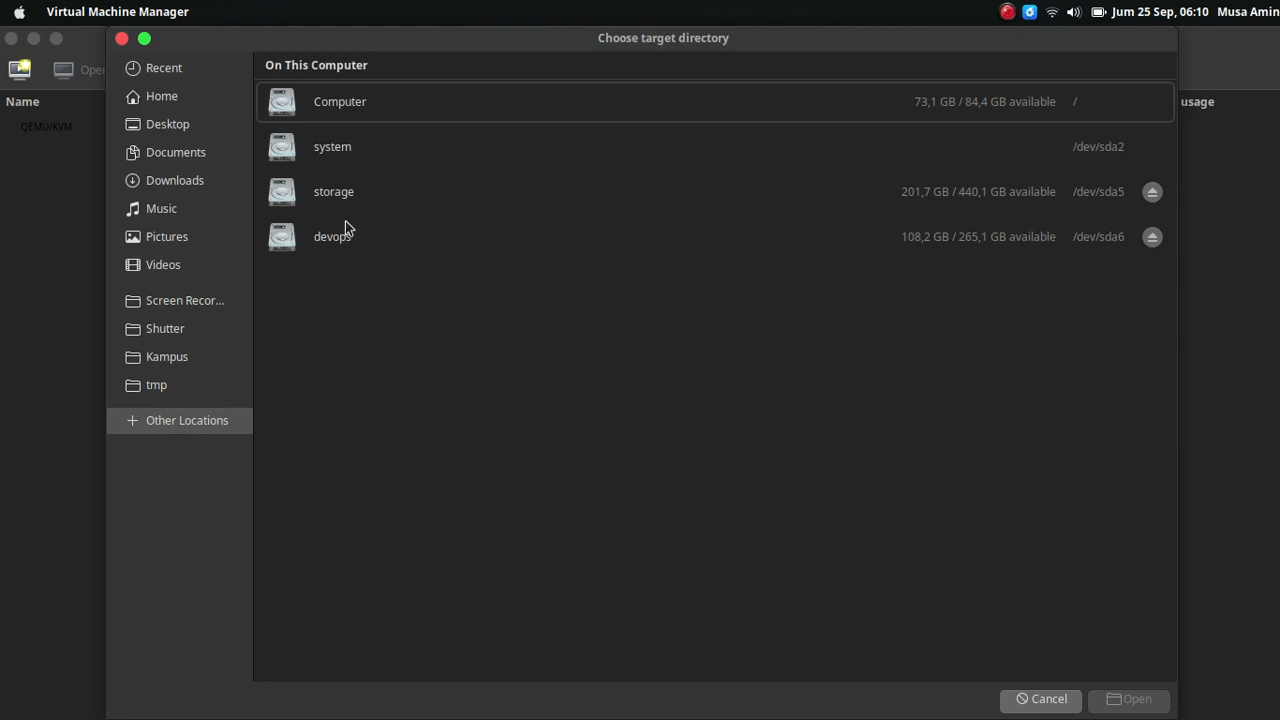 Virtual Machine Manager
Jum 25 Sep, 06:10 Musa Amin
Choose target directory
Open
Name
usage
QEMU/KVM
Recent
Home
Desktop
Documents
Downloads
Music
Pictures
Videos
Screen Recor...
Shutter
Kampus
tmp
Other Locations
On This Computer
Computer 73,1 GB / 84,4 GB available /
system /dev/sda2
storage 201,7 GB / 440,1 GB available /dev/sda5
devops 108,2 GB / 265,1 GB available /dev/sda6
Cancel Open